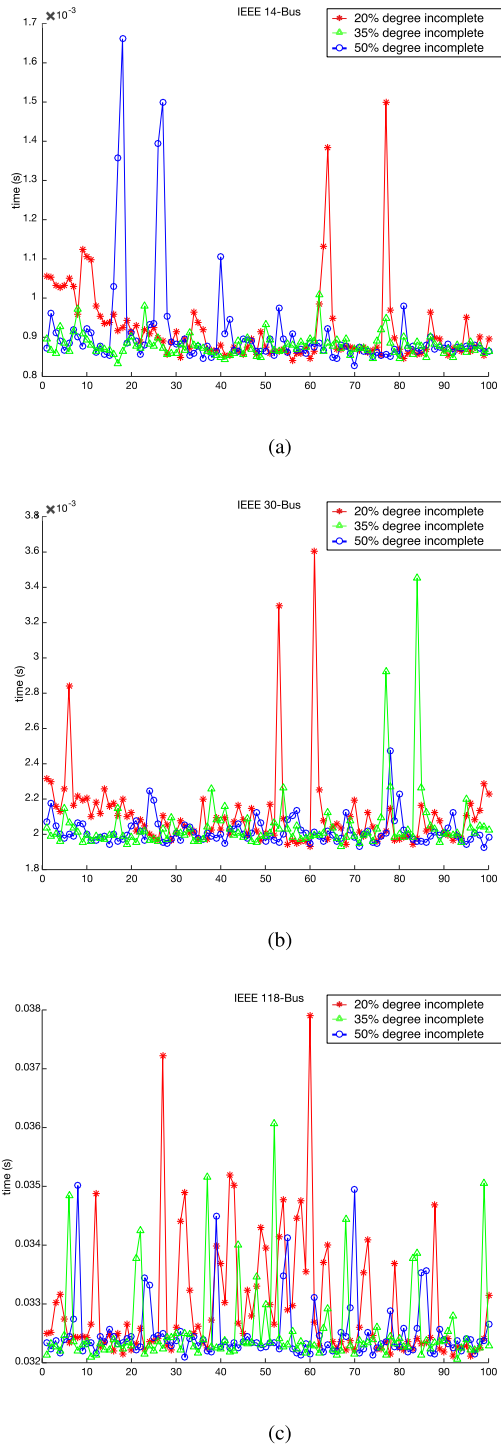 ×10⁻³
IEEE 14-Bus
20% degree incomplete
35% degree incomplete
50% degree incomplete
time (s)
1.7
1.6
1.5
1.4
1.3
1.2
1.1
1
0.9
0.8
0 10 20 30 40 50 60 70 80 90 100
(a)
×10⁻³
IEEE 30-Bus
20% degree incomplete
35% degree incomplete
50% degree incomplete
time (s)
3.8
3.6
3.4
3.2
3
2.8
2.6
2.4
2.2
2
1.8
0 10 20 30 40 50 60 70 80 90 100
(b)
IEEE 118-Bus
20% degree incomplete
35% degree incomplete
50% degree incomplete
time (s)
0.038
0.037
0.036
0.035
0.034
0.033
0.032
0 10 20 30 40 50 60 70 80 90 100
(c)